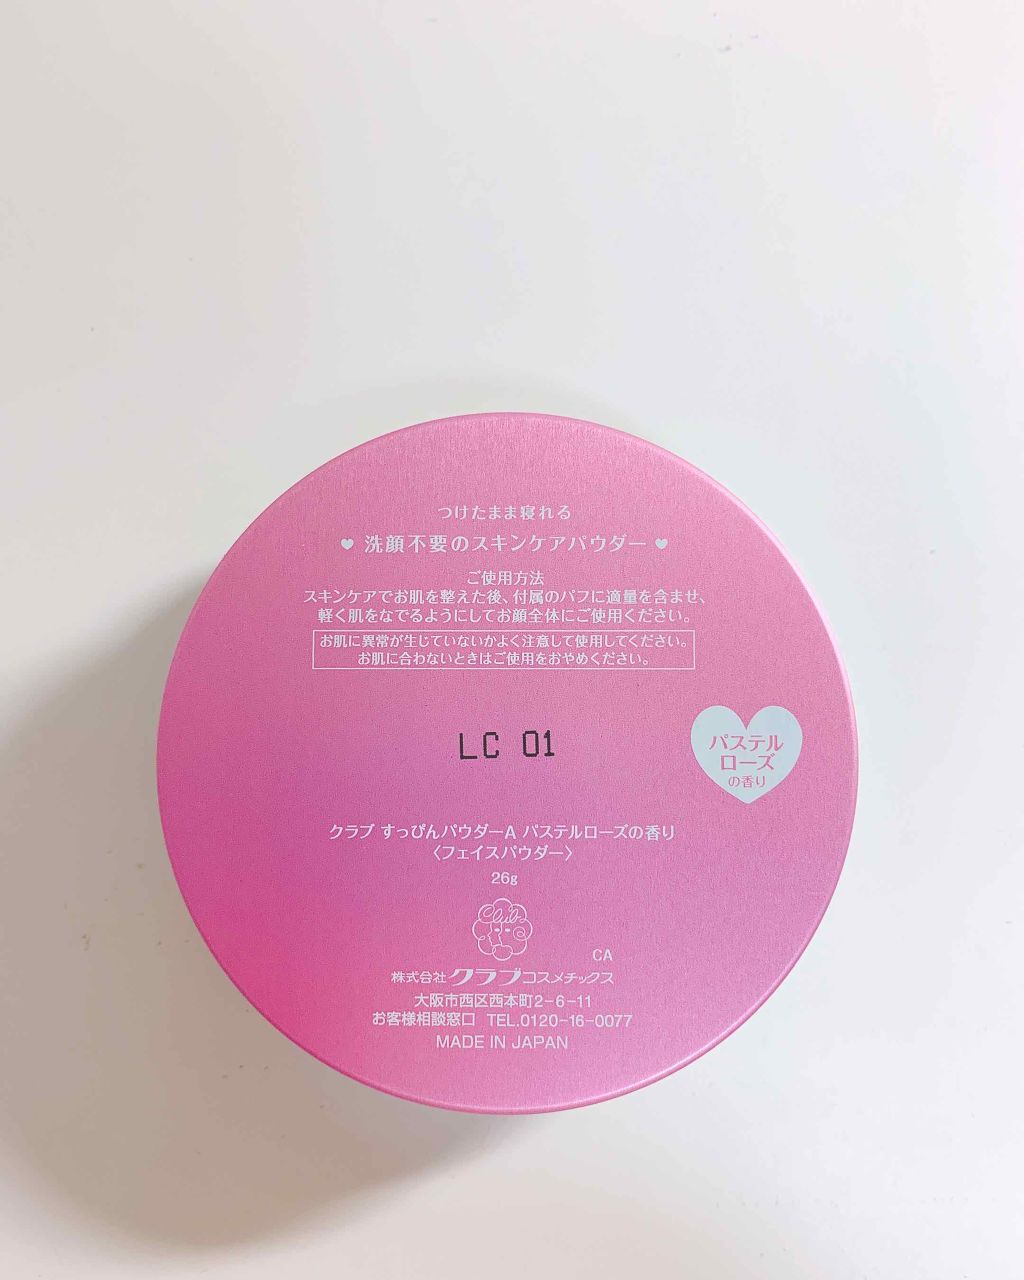 つけたまま寝れる
♥ 洗顔不要のスキンケアパウダー ♥
ご使用方法
スキンケアでお肌を整えた後、付属のパフに適量を含ませ、
軽く肌をなでるようにしてお顔全体にご使用ください。
お肌に異常が生じていないかよく注意して使用してください。
お肌に合わないときはご使用をおやめください。
LC 01
パステル
ローズ
の香り
クラブ すっぴんパウダーA パステルローズの香り
〈フェイスパウダー〉
26g
Club
CA
株式会社クラブコスメチックス
大阪市西区西本町2-6-11
お客様相談窓口 TEL.0120-16-0077
MADE IN JAPAN